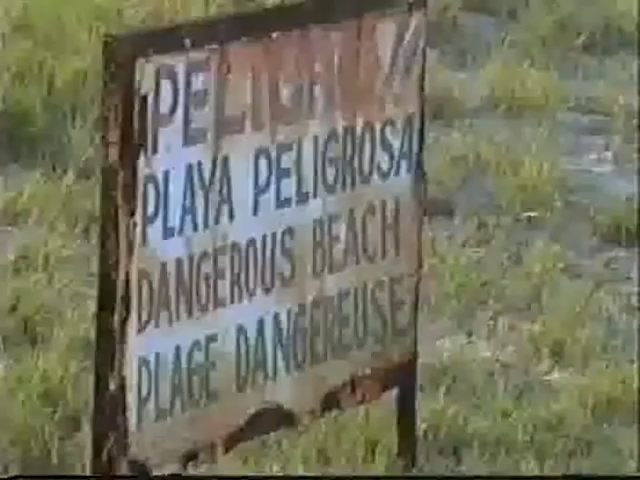 ¡PELIGRO!!
PLAYA PELIGROSA
DANGEROUS BEACH
PLAGE DANGEREUSE